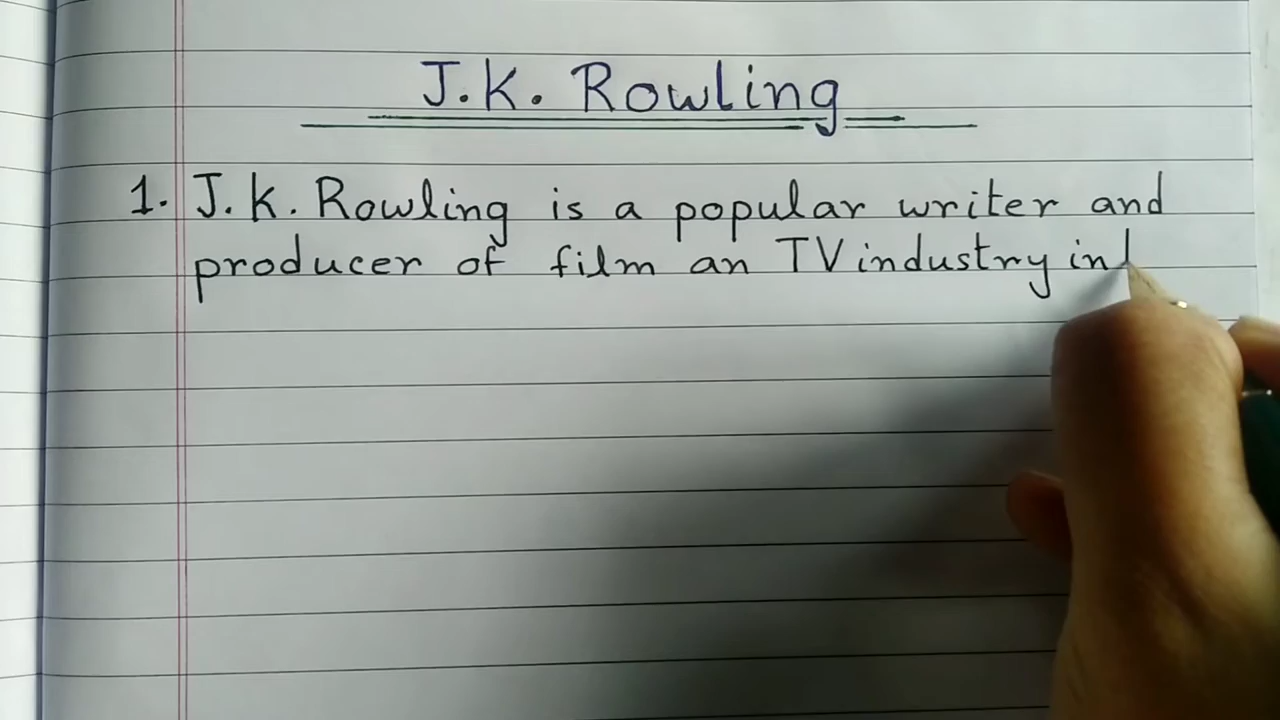 J.K. Rowling
1. J.K. Rowling is a popular writer and
producer of film an TV industry in